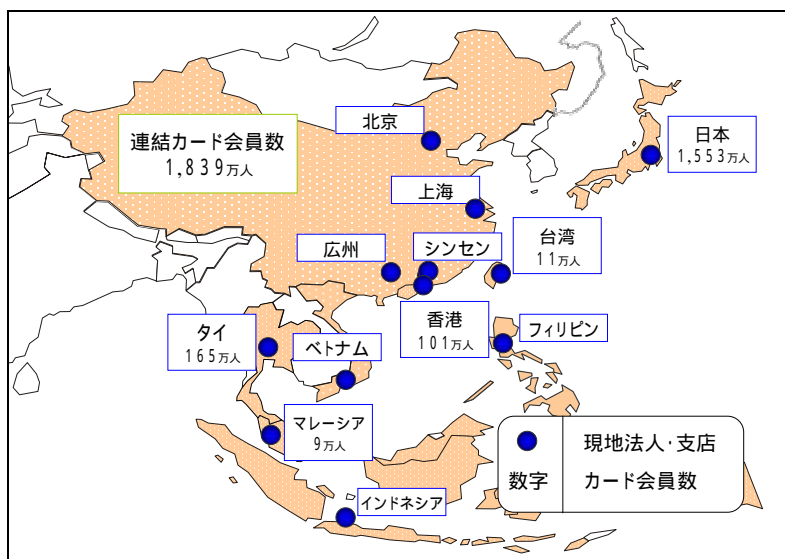 連結カード会員数
1,839万人
北京
日本
1,553万人
上海
広州
シンセン
台湾
11万人
香港
101万人
フィリピン
タイ
165万人
ベトナム
マレーシア
9万人
インドネシア
現地法人・支店
数字 カード会員数